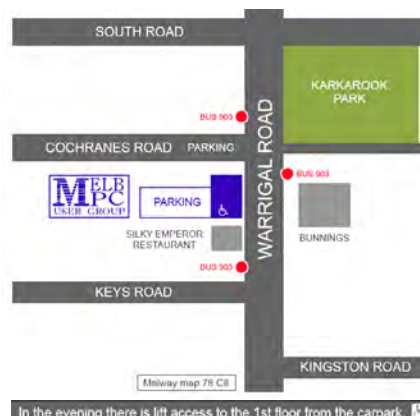 SOUTH ROAD
KARKAROOK
PARK
BUS 903
COCHRANES ROAD PARKING
WARRIGAL ROAD
BUS 903
MELB
PC
USER GROUP
PARKING
SILKY EMPEROR
RESTAURANT
BUNNINGS
BUS 903
KEYS ROAD
KINGSTON ROAD
Melway map 78 C8
In the evening there is lift access to the 1st floor from the carpark